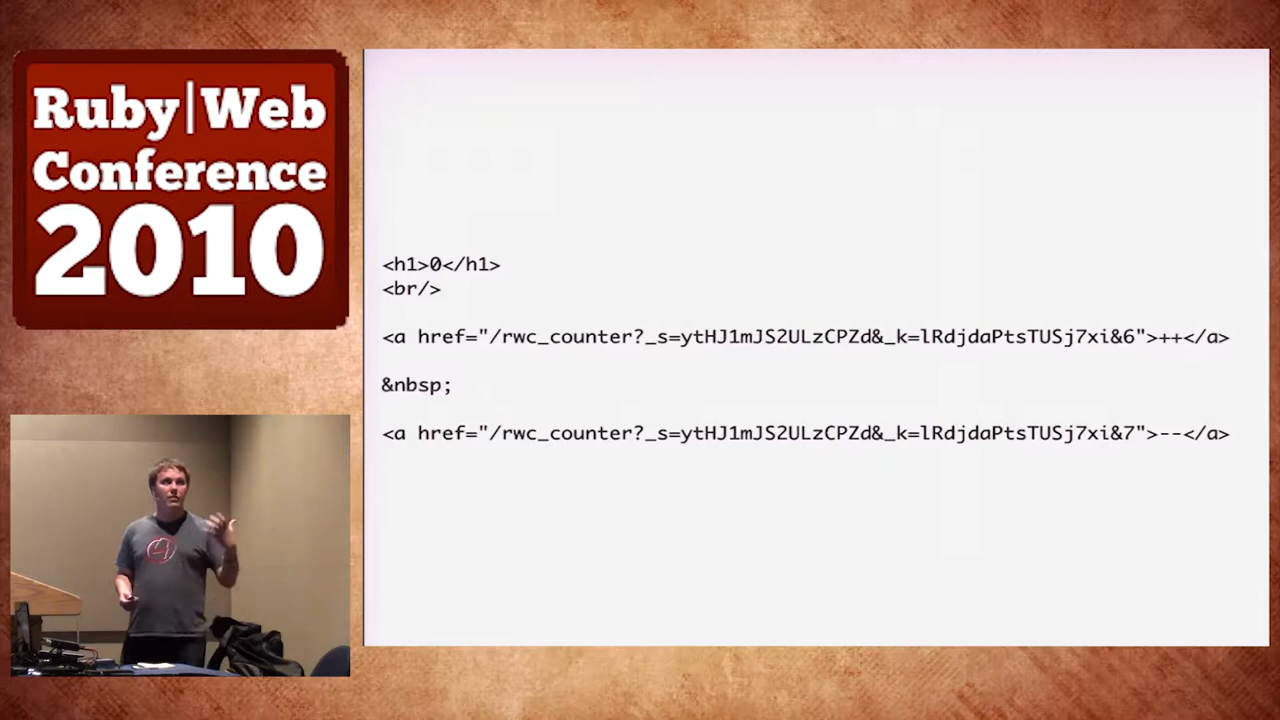 Ruby|Web
Conference
2010
<h1>0</h1>
<br/>
<a href="/rwc_counter?_s=ytHJ1mJS2ULzCPZd&_k=lRdjdaPtsTUSj7xi&6">++</a>
&nbsp;
<a href="/rwc_counter?_s=ytHJ1mJS2ULzCPZd&_k=lRdjdaPtsTUSj7xi&7">--</a>